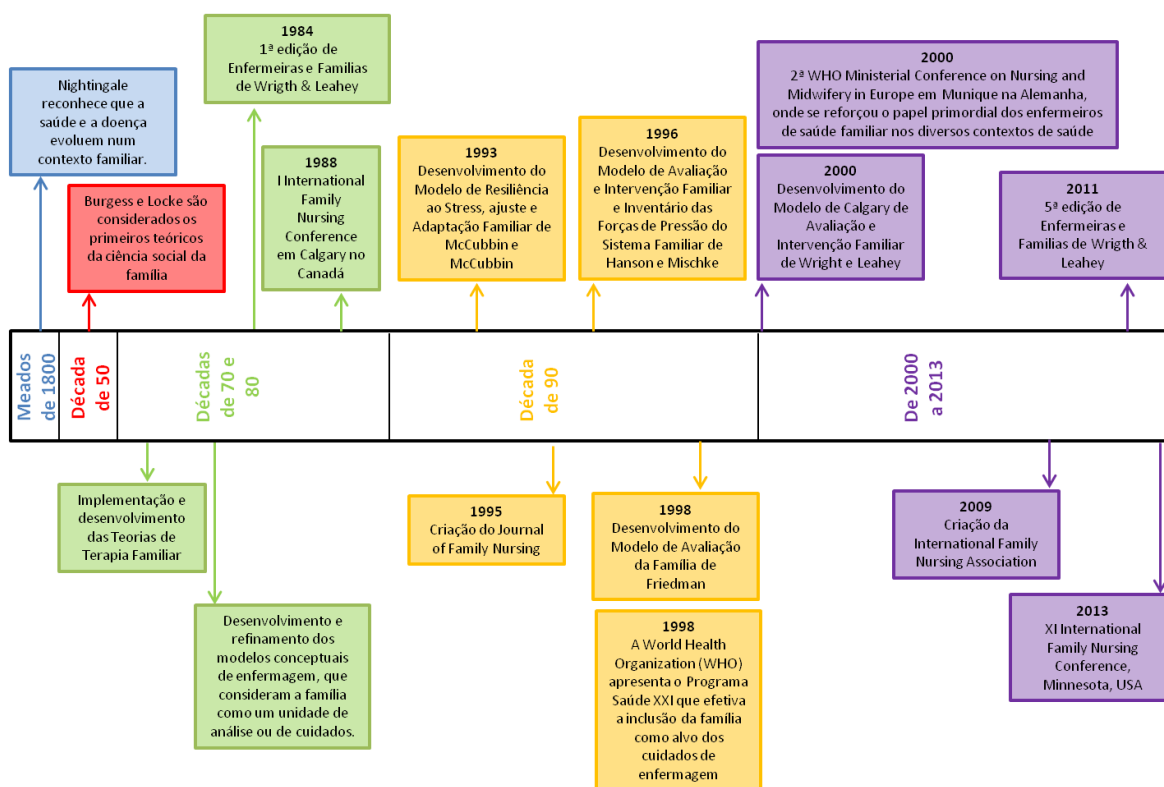 Nightingale
reconhece que a
saúde e a doença
evoluem num
contexto familiar.
Burgess e Locke são
considerados os
primeiros teóricos
da ciência social da
família
1984
1ª edição de
Enfermeiras e Familias
de Wrigth & Leahey
1988
I International
Family
Nursing
Conference
em Calgary no
Canadá
1993
Desenvolvimento do
Modelo de Resiliência
ao Stress, ajuste e
Adaptação Familiar de
McCubbin e
McCubbin
1996
Desenvolvimento do
Modelo de Avaliação
e Intervenção Familiar
e Inventário das
Forças de Pressão do
Sistema Familiar de
Hanson e Mischke
2000
2ª WHO Ministerial Conference on Nursing and
Midwifery in Europe em Munique na Alemanha,
onde se reforçou o papel primordial dos enfermeiros
de saúde familiar nos diversos contextos de saúde
2000
Desenvolvimento do
Modelo de Calgary de
Avaliação e
Intervenção Familiar
de Wright e Leahey
2011
5ª edição de
Enfermeiras e
Familias de Wrigth &
Leahey
Meados
de 1800
Década
de 50
Décadas
de 70 e
80
Década
de 90
De 2000
a 2013
Implementação e
desenvolvimento
das Teorias de
Terapia Familiar
Desenvolvimento e
refinamento dos
modelos conceptuais
de enfermagem, que
consideram a família
como um unidade de
análise ou de cuidados.
1995
Criação do Journal
of Family Nursing
1998
Desenvolvimento do
Modelo de Avaliação
da Família de
Friedman
1998
A World Health
Organization (WHO)
apresenta o Programa
Saúde XXI que efetiva
a inclusão da família
como alvo dos
cuidados de
enfermagem
2009
Criação da
International Family
Nursing Association
2013
XI International
Family Nursing
Conference,
Minnesota, USA